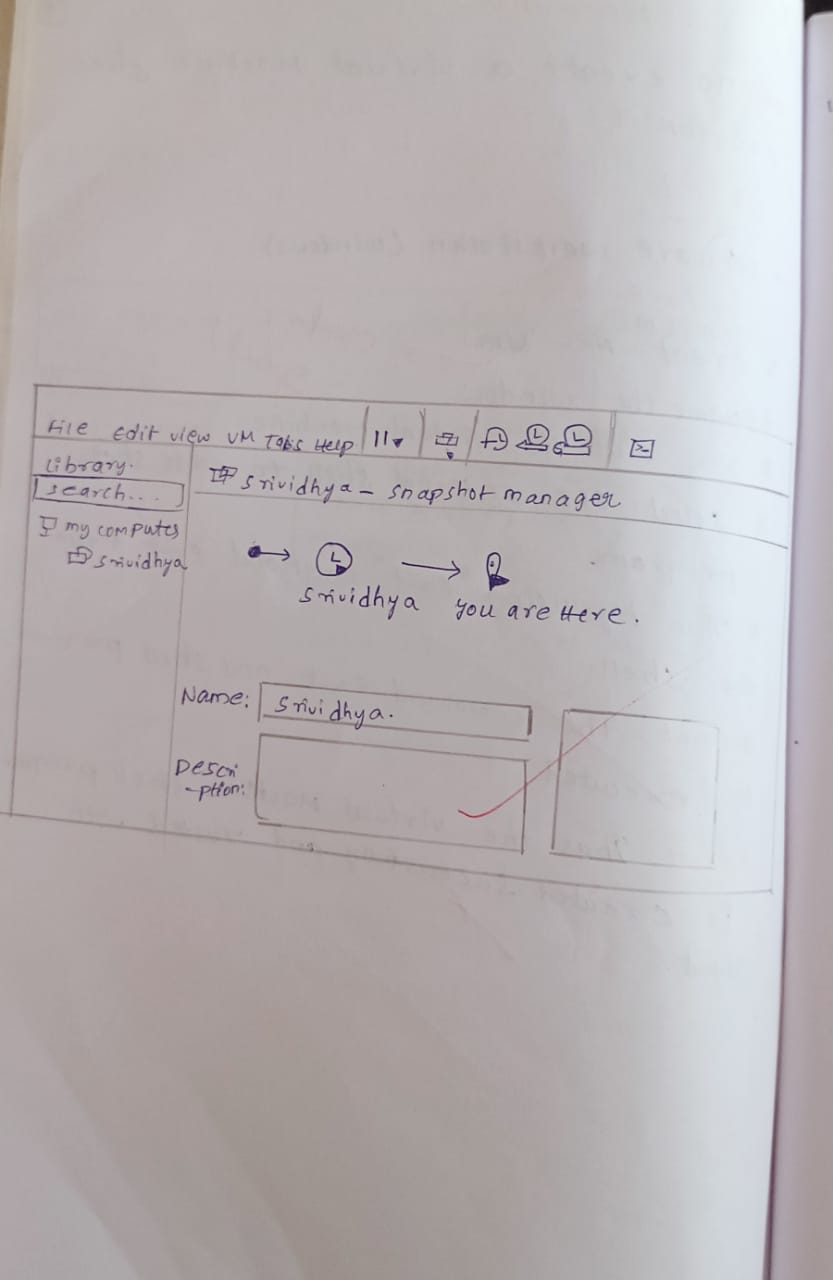 File Edit view VM Tabs Help
Library.
search...
my computer
srividhya
srividhya - snapshot manager
srividhya you are Here.
Name: srividhya.
Descri
-ption: